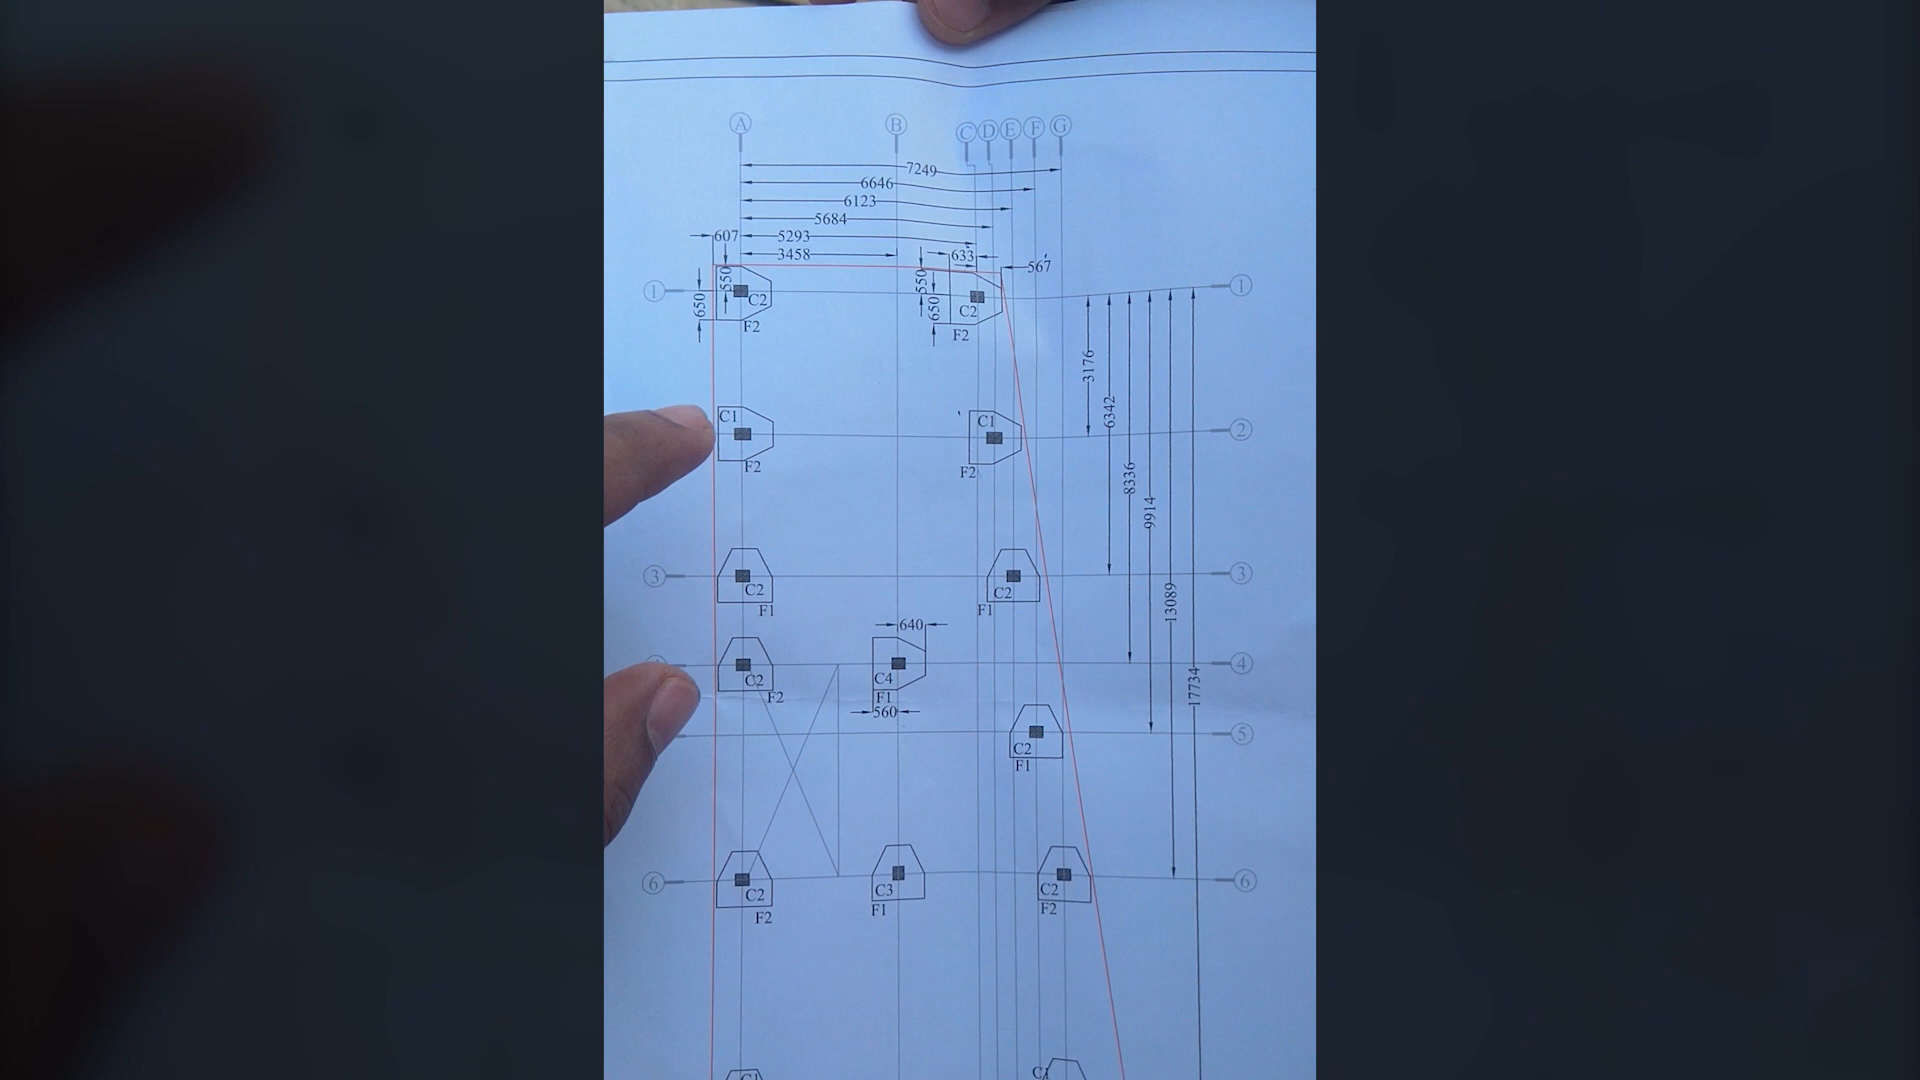 A B C D E F G
7249
6646
6123
5684
607 5293
3458 633 567
550 550
1 650 C2 650 C2 1
F2 F2
3176
6342
C1 C1 2
F2 F2
8336
9914
3 C2 C2 3
F1 F1
13089
640
4
C2 C4
F2 F1
17734
560
5
C2
F1
6 C2 C3 C2 6
F2 F1 F2
C1 C1